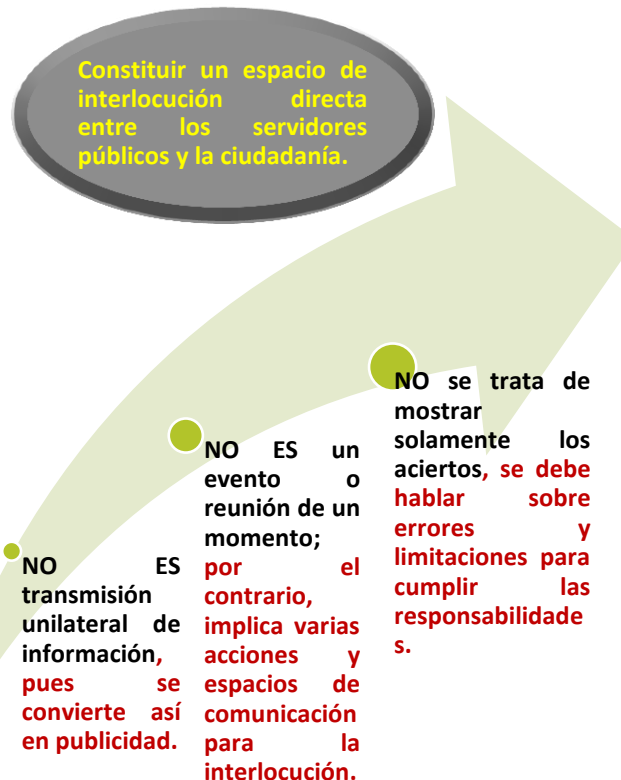 Constituir un espacio de
interlocución directa
entre los servidores
públicos y la ciudadanía.
NO ES
transmisión
unilateral de
información,
pues se
convierte así
en publicidad.
NO ES un
evento o
reunión de un
momento;
por el
contrario,
implica varias
acciones y
espacios de
comunicación
para la
interlocución.
NO se trata de
mostrar
solamente los
aciertos, se debe
hablar sobre
errores y
limitaciones para
cumplir las
responsabilidade
s.